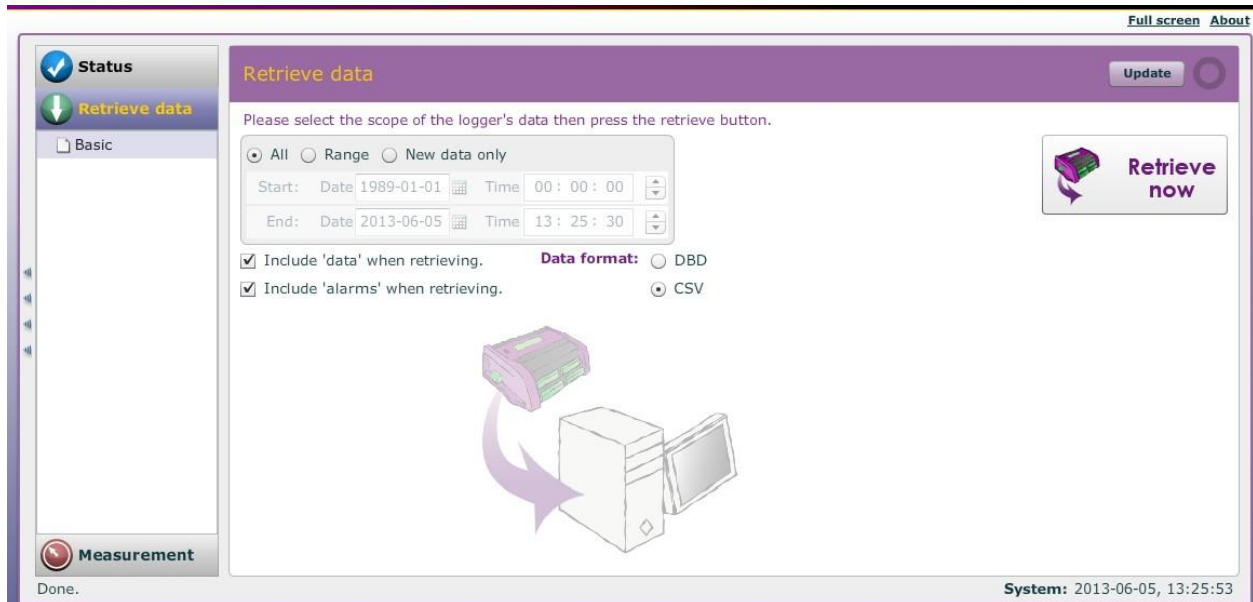 Full screen About
Status
Retrieve data
Basic
Measurement
Retrieve data
Update
Please select the scope of the logger's data then press the retrieve button.
All Range New data only
Start: Date 1989-01-01 Time 00 : 00 : 00
End: Date 2013-06-05 Time 13 : 25 : 30
Include 'data' when retrieving. Data format: DBD
Include 'alarms' when retrieving. CSV
Retrieve
now
Done.
System: 2013-06-05, 13:25:53